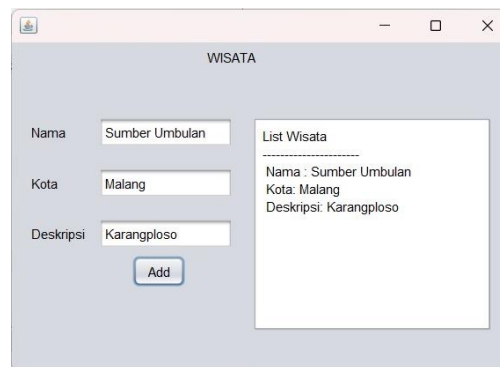 WISATA
Nama
Sumber Umbulan
Kota
Malang
Deskripsi
Karangploso
Add
List Wisata
----------------------
Nama : Sumber Umbulan
Kota: Malang
Deskripsi: Karangploso